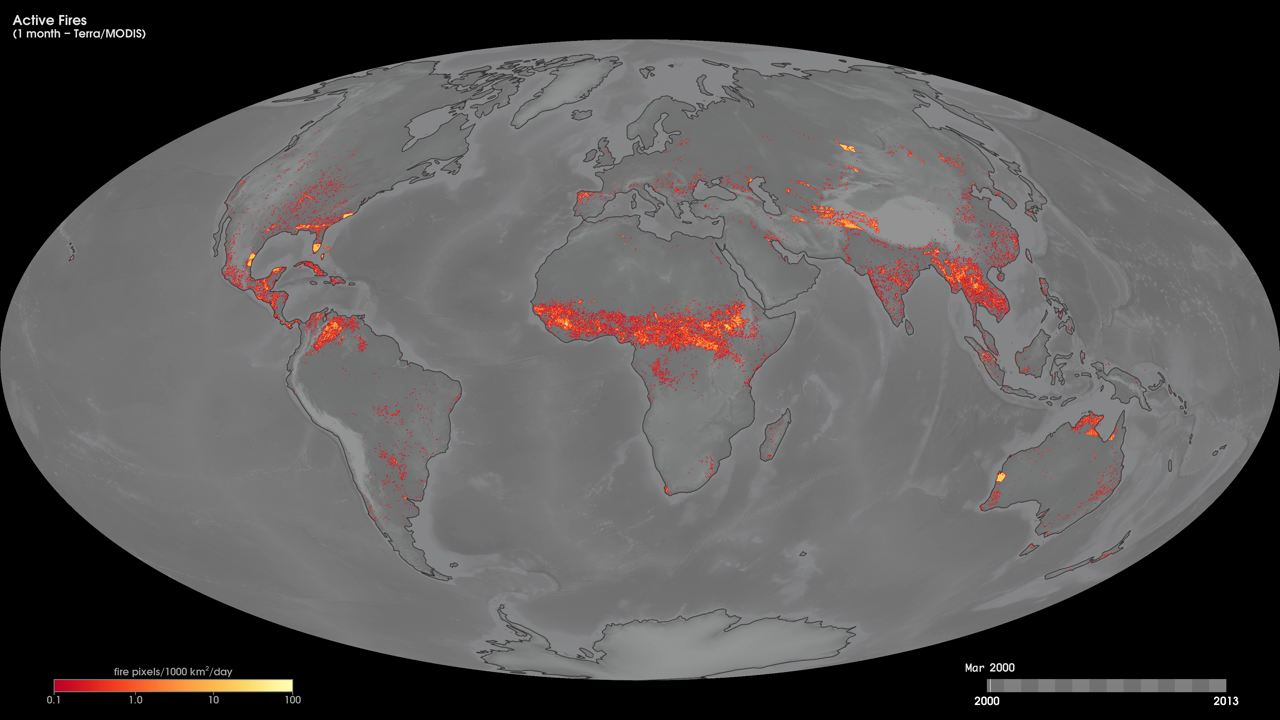 Active Fires
(1 month – Terra/MODIS)
fire pixels/1000 km²/day
0.1 1.0 10 100
Mar 2000
2000 2013